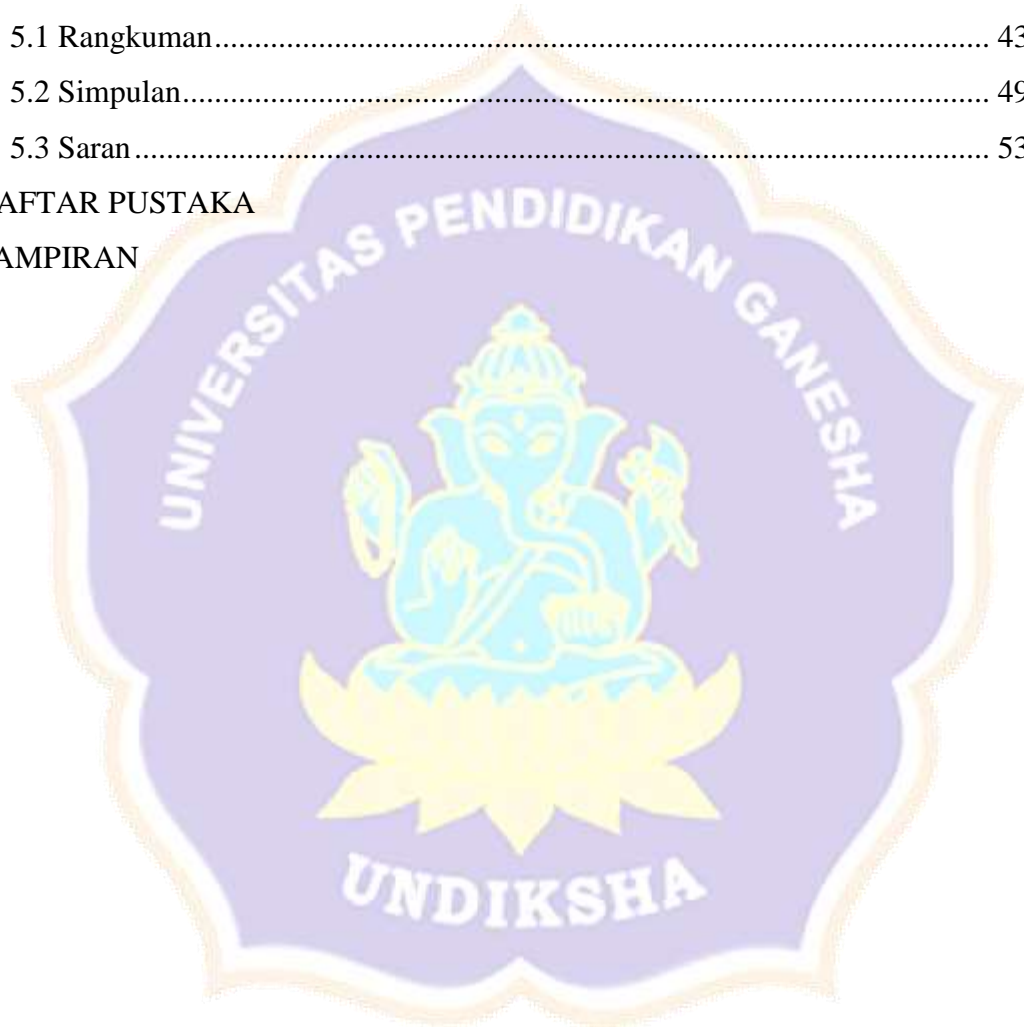 5.1 Rangkuman.................................................................................................. 43
5.2 Simpulan...................................................................................................... 49
5.3 Saran............................................................................................................ 53
AFTAR PUSTAKA
AMPIRAN
UNIVERSITAS PENDIDIKAN GANESHA
UNDIKSHA